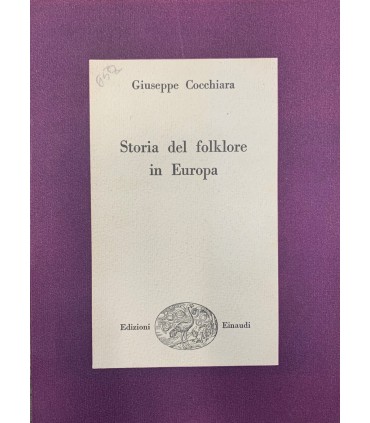 Giuseppe Cocchiara
Storia del folklore
in Europa
Edizioni Einaudi